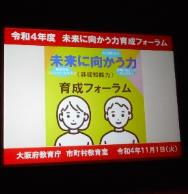 令和4年度 未来に向かう力育成フォーラム
未来に向かう力
(非認知能力)
育成フォーラム
大阪府教育庁 市町村教育室 令和4年11月1日(火)